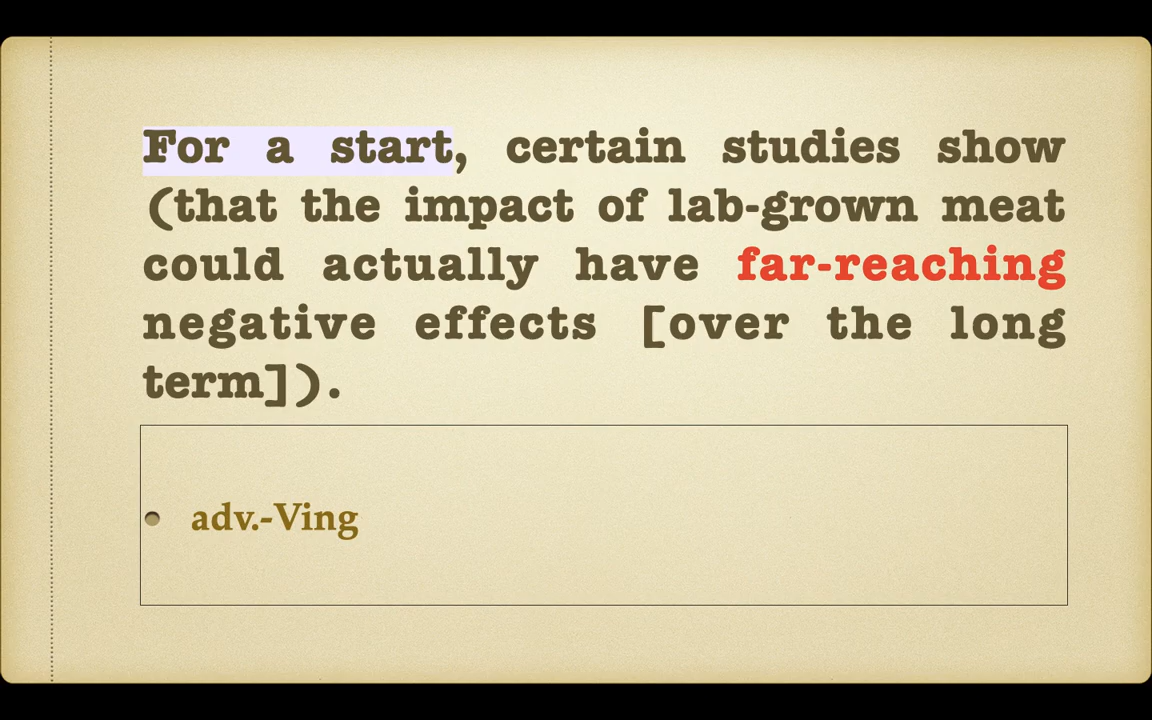 For a start, certain studies show
(that the impact of lab-grown meat
could actually have far-reaching
negative effects [over the long
term]).
• adv.-Ving